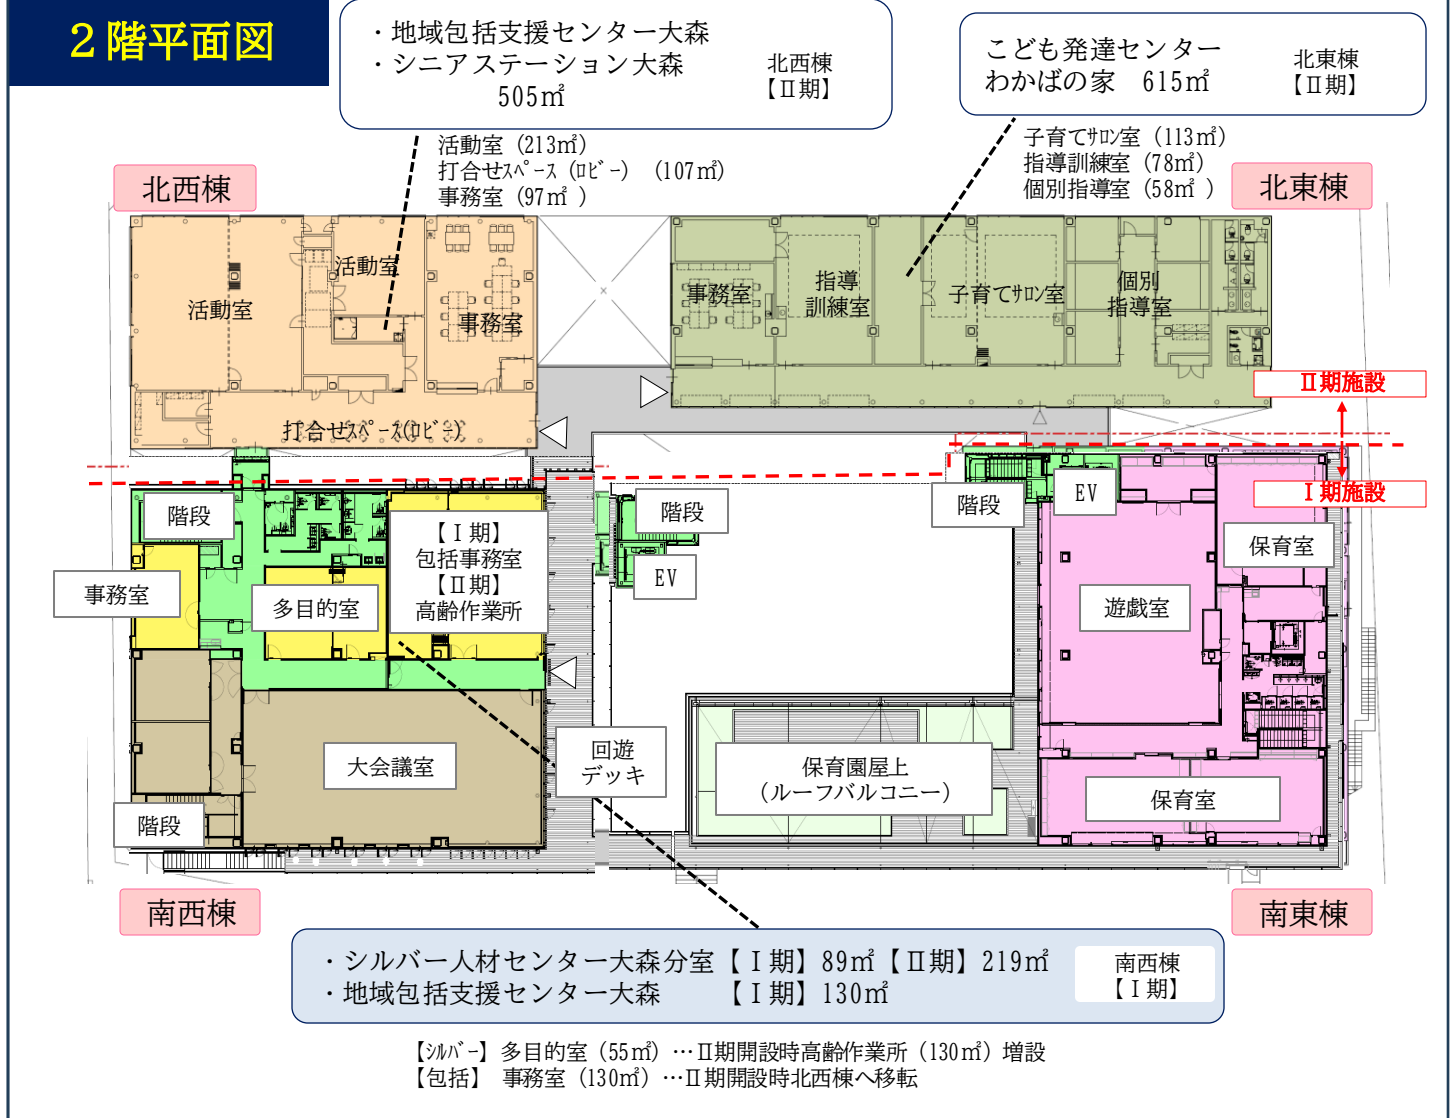 ２階平面図
・地域包括支援センター大森
・シニアステーション大森
505㎡
北西棟
【Ⅱ期】
こども発達センター
わかばの家　615㎡
北東棟
【Ⅱ期】
活動室（213㎡）
打合せｽﾍﾟｰｽ（ﾛﾋﾞｰ）（107㎡）
事務室（97㎡ ）
子育てｻﾛﾝ室（113㎡）
指導訓練室（78㎡）
個別指導室（58㎡ ）
北西棟
北東棟
活動室
活動室
事務室
打合せｽﾍﾟｰｽ（ﾛﾋﾞｰ）
事務室
指導
訓練室
子育てｻﾛﾝ室
個別
指導室
Ⅱ期施設
Ⅰ期施設
階段
事務室
多目的室
【Ⅰ期】
包括事務室
【Ⅱ期】
高齢作業所
階段
EV
階段
EV
保育室
遊戯室
大会議室
階段
回遊
デッキ
保育園屋上
（ルーフバルコニー）
保育室
南西棟
南東棟
・シルバー人材センター大森分室【Ⅰ期】89㎡【Ⅱ期】219㎡
・地域包括支援センター大森　　【Ⅰ期】130㎡
南西棟
【Ⅰ期】
【ｼﾙﾊﾞｰ】多目的室（55㎡）…Ⅱ期開設時高齢作業所（130㎡）増設
【包括】 事務室（130㎡）…Ⅱ期開設時北西棟へ移転